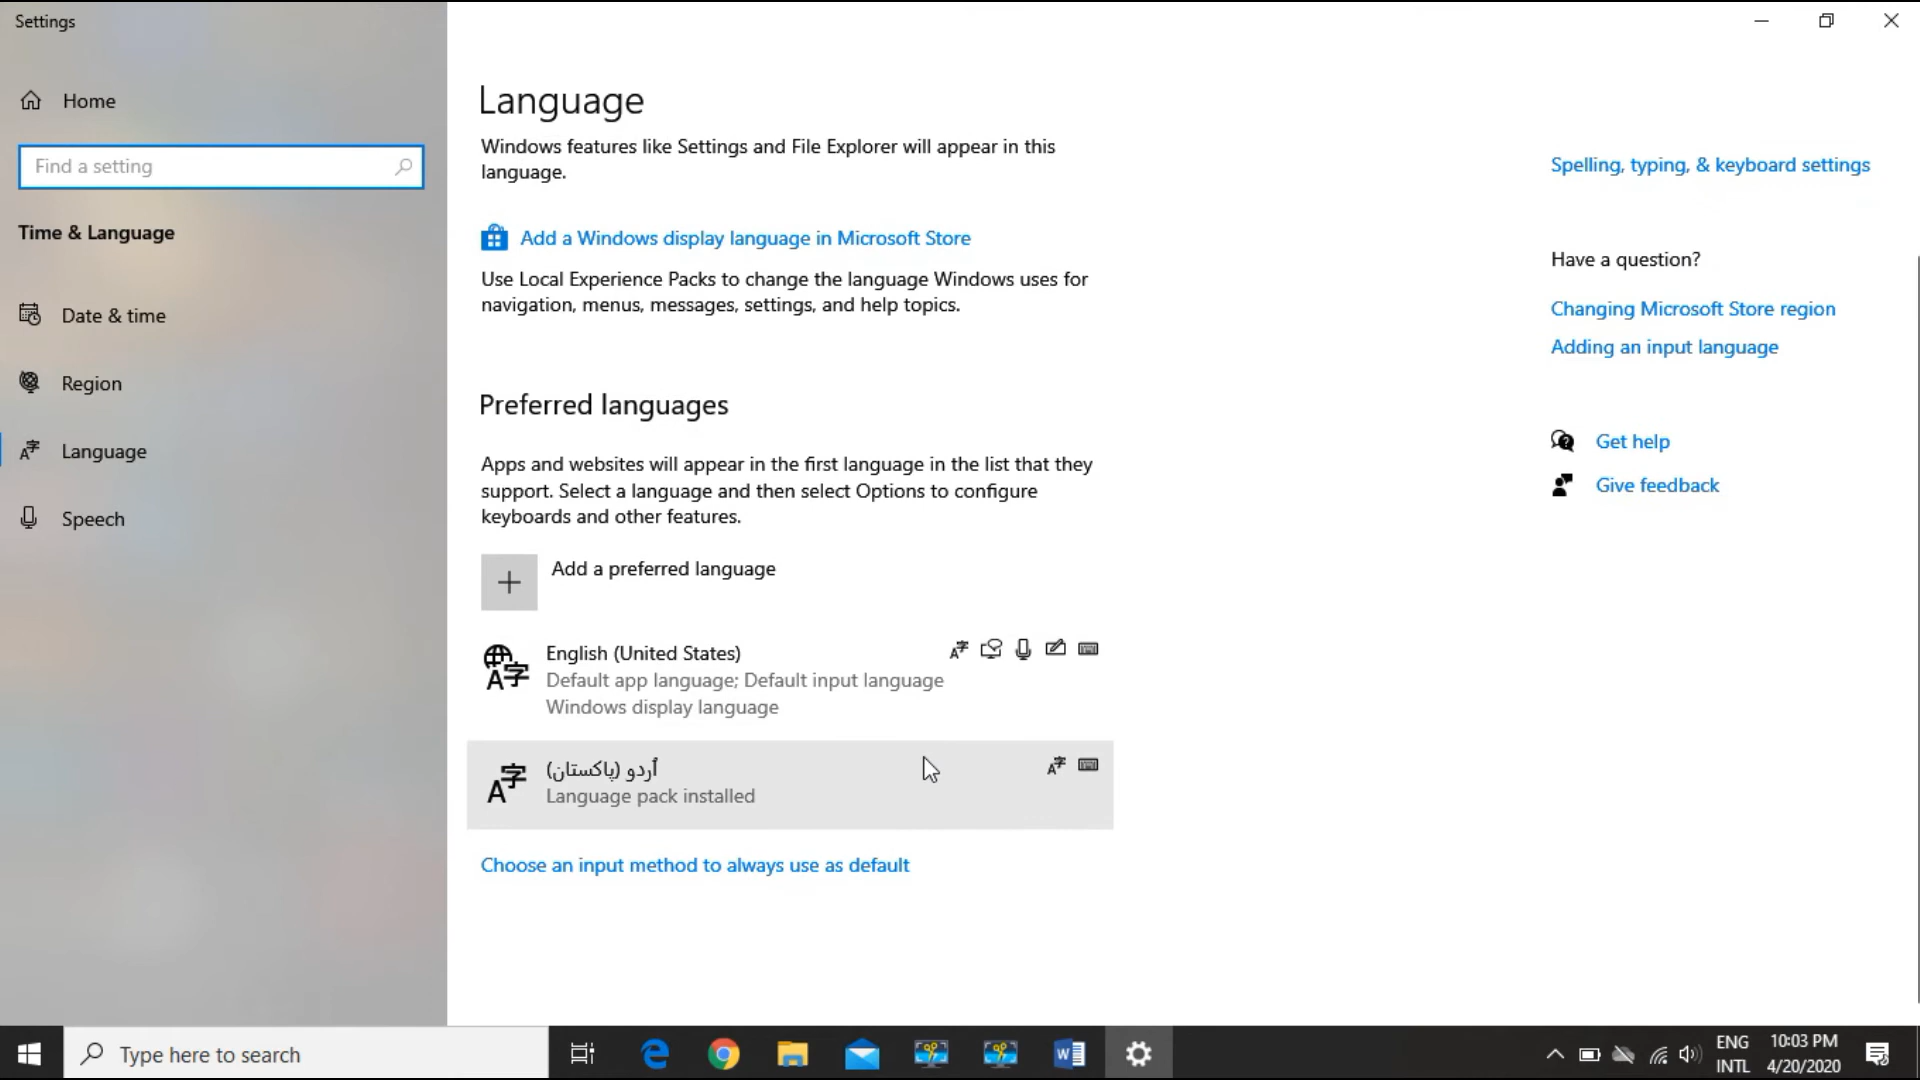 Settings
Home
Find a setting
Time & Language
Date & time
Region
Language
Speech
Language
Windows features like Settings and File Explorer will appear in this
language.
Add a Windows display language in Microsoft Store
Use Local Experience Packs to change the language Windows uses for
navigation, menus, messages, settings, and help topics.
Preferred languages
Apps and websites will appear in the first language in the list that they
support. Select a language and then select Options to configure
keyboards and other features.
Add a preferred language
English (United States)
Default app language; Default input language
Windows display language
اُردو (پاکستان)
Language pack installed
Choose an input method to always use as default
Spelling, typing, & keyboard settings
Have a question?
Changing Microsoft Store region
Adding an input language
Get help
Give feedback
Type here to search
ENG
INTL
10:03 PM
4/20/2020